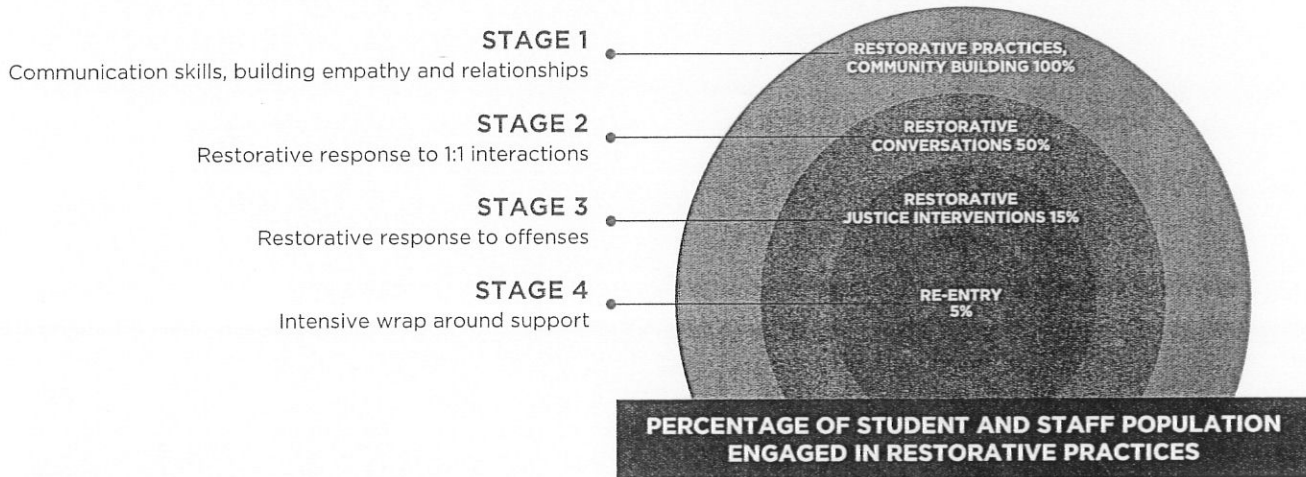 STAGE 1
Communication skills, building empathy and relationships
RESTORATIVE PRACTICES,
COMMUNITY BUILDING 100%
STAGE 2
Restorative response to 1:1 interactions
RESTORATIVE
CONVERSATIONS 50%
STAGE 3
Restorative response to offenses
RESTORATIVE
JUSTICE INTERVENTIONS 15%
STAGE 4
Intensive wrap around support
RE-ENTRY
5%
PERCENTAGE OF STUDENT AND STAFF POPULATION
ENGAGED IN RESTORATIVE PRACTICES